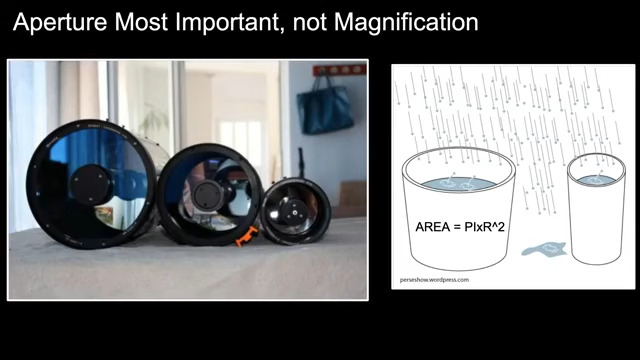 Aperture Most Important, not Magnification
AREA = PIxR^2
perseshow.wordpress.com